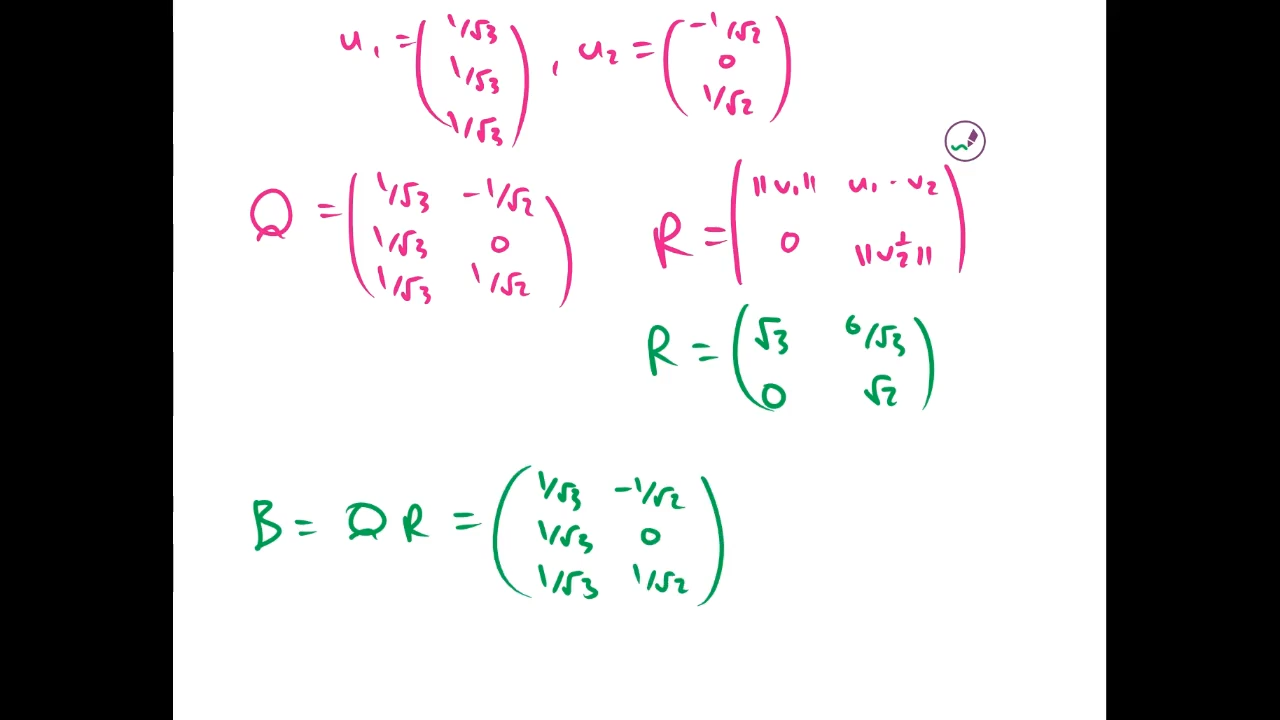 u₁ = (1/√3 1/√3 1/√3), u₂ = (-1/√2 0 1/√2)
Q = (1/√3 -1/√2
1/√3 0
1/√3 1/√2)
R = (||v₁|| u₁ · v₂
0 ||v₂^⊥||)
R = (√3 6/√3
0 √2)
B = QR = (1/√3 -1/√2
1/√3 0
1/√3 1/√2)